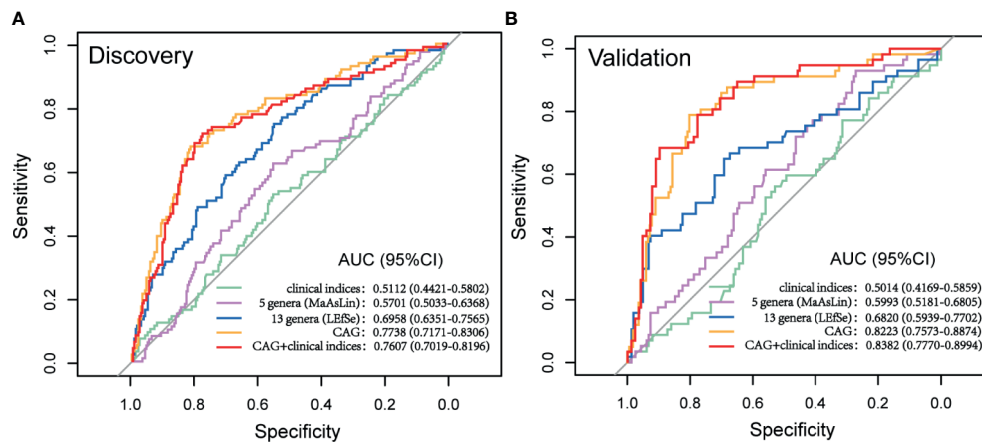 A
Discovery
Sensitivity
1.0
0.8
0.6
0.4
0.2
0.0
AUC (95%CI)
clinical indices: 0.5112 (0.4421-0.5802)
5 genera (MaAsLin): 0.5701 (0.5033-0.6368)
13 genera (LEfSe): 0.6958 (0.6351-0.7565)
CAG: 0.7738 (0.7171-0.8306)
CAG+clinical indices: 0.7607 (0.7019-0.8196)
1.0 0.8 0.6 0.4 0.2 0.0
Specificity
B
Validation
Sensitivity
1.0
0.8
0.6
0.4
0.2
0.0
AUC (95%CI)
clinical indices: 0.5014 (0.4169-0.5859)
5 genera (MaAsLin): 0.5993 (0.5181-0.6805)
13 genera (LEfSe): 0.6820 (0.5939-0.7702)
CAG: 0.8223 (0.7573-0.8874)
CAG+clinical indices: 0.8382 (0.7770-0.8994)
1.0 0.8 0.6 0.4 0.2 0.0
Specificity